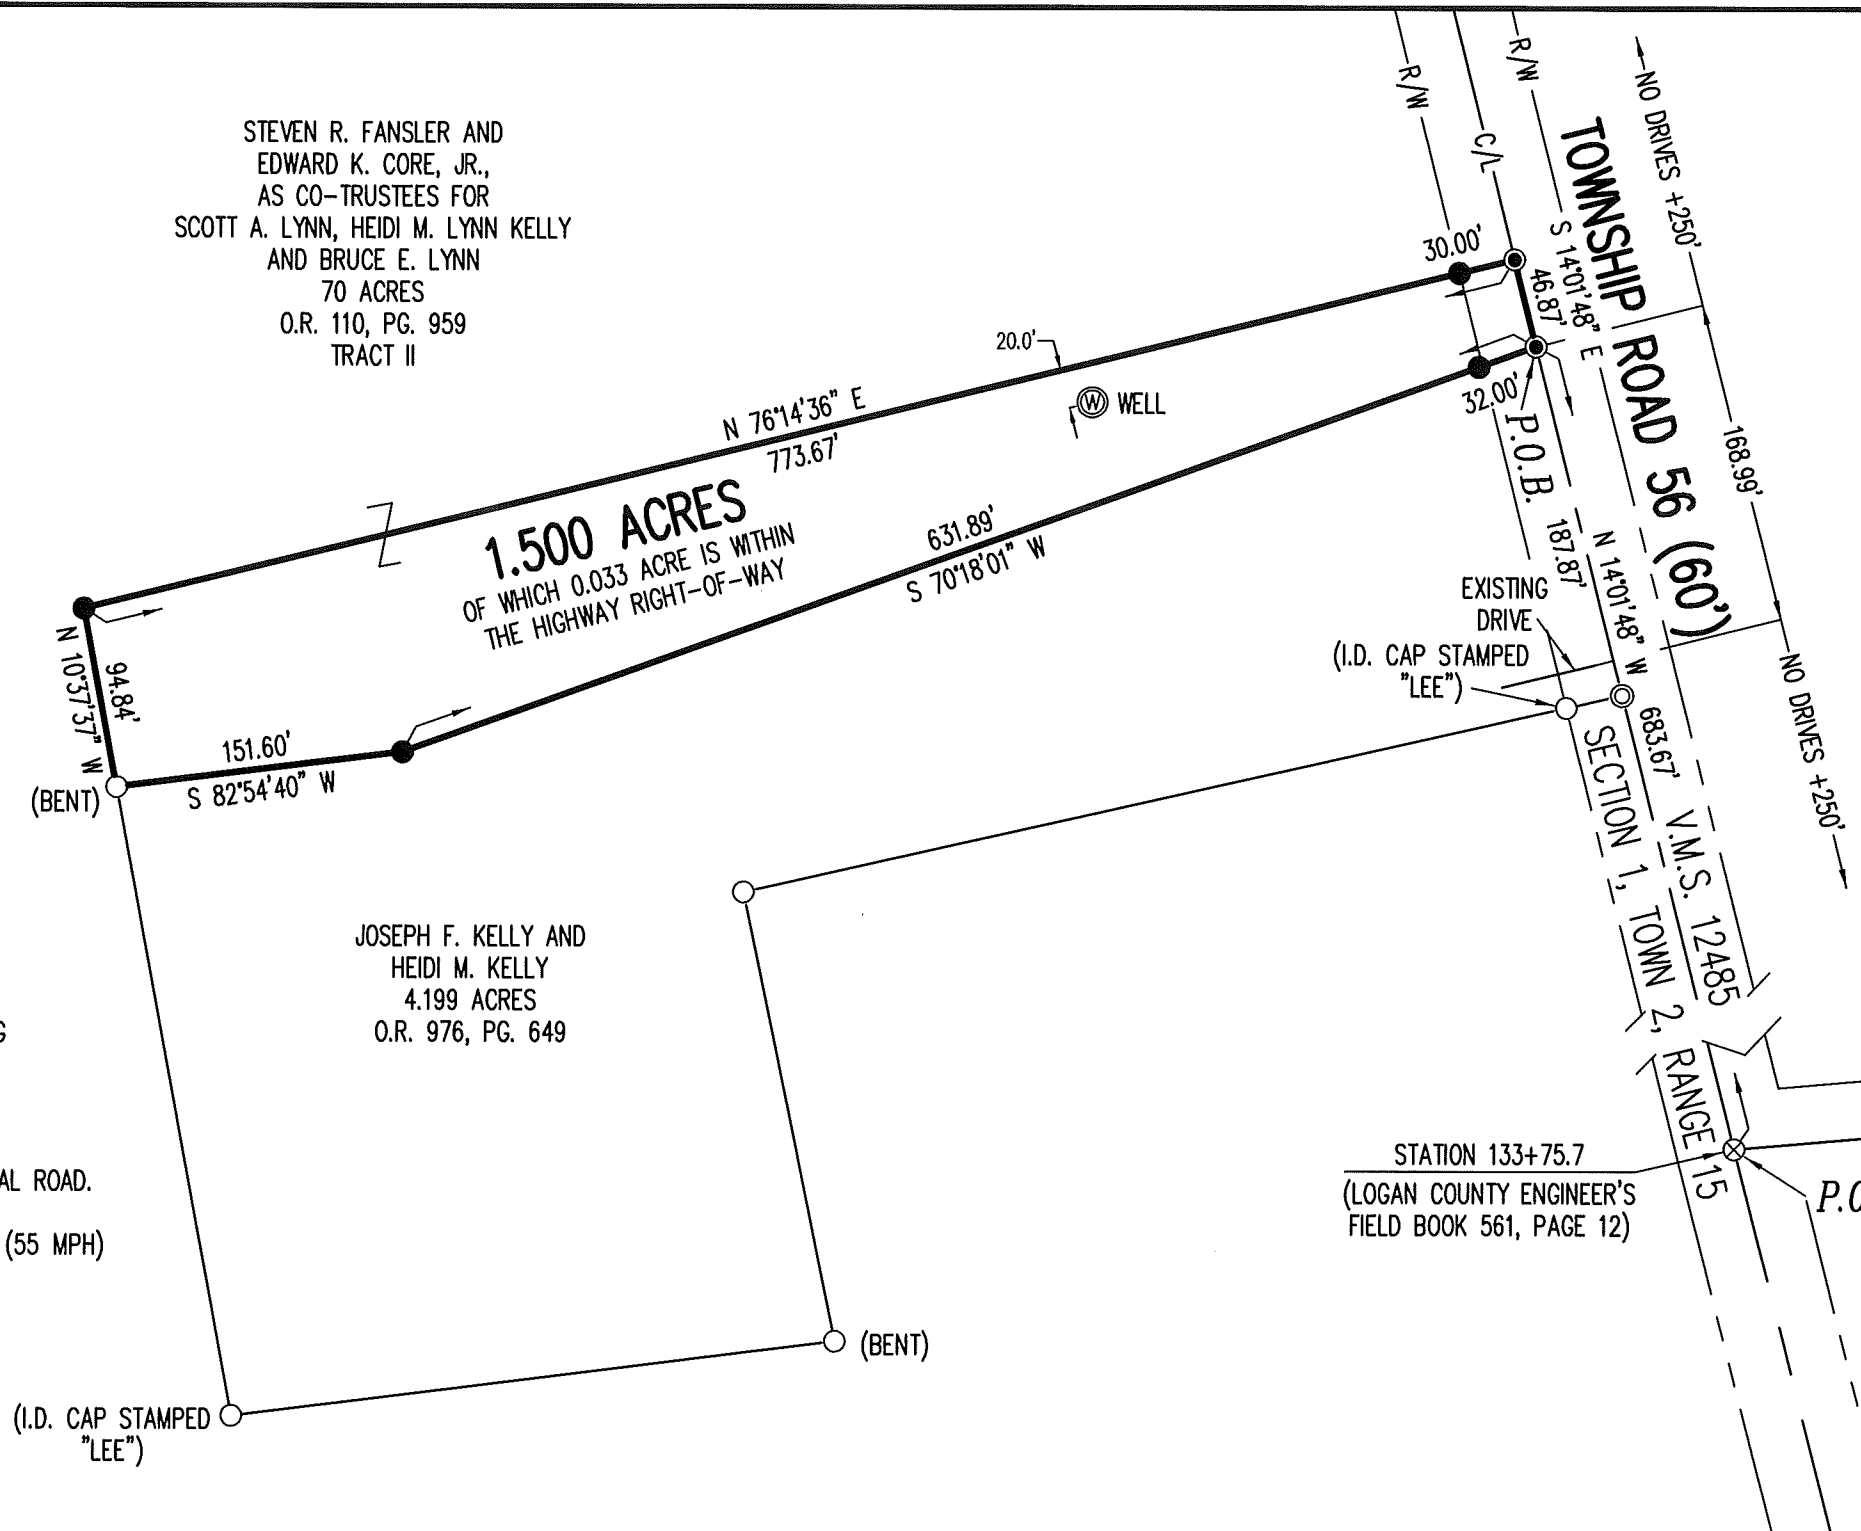 STEVEN R. FANSLER AND
EDWARD K. CORE, JR.,
AS CO-TRUSTEES FOR
SCOTT A. LYNN, HEIDI M. LYNN KELLY
AND BRUCE E. LYNN
70 ACRES
O.R. 110, PG. 959
TRACT II
R/W
C/L
R/W
NO DRIVES +250'
TOWNSHIP ROAD 56 (60')
S 14°01'48" E
46.87'
30.00'
20.0'
WELL
W
N 76°14'36" E
773.67'
32.00'
P.O.B.
168.99'
1.500 ACRES
OF WHICH 0.033 ACRE IS WITHIN
THE HIGHWAY RIGHT-OF-WAY
631.89'
S 70°18'01" W
187.87'
N 14°01'48" W
683.67'
EXISTING
DRIVE
(I.D. CAP STAMPED
"LEE")
NO DRIVES +250'
N 10°37'37" W
94.84'
151.60'
S 82°54'40" W
(BENT)
SECTION 1, TOWN 2, RANGE 15
V.M.S. 12485
JOSEPH F. KELLY AND
HEIDI M. KELLY
4.199 ACRES
O.R. 976, PG. 649
G
AL ROAD.
(55 MPH)
STATION 133+75.7
(LOGAN COUNTY ENGINEER'S
FIELD BOOK 561, PAGE 12)
(BENT)
(I.D. CAP STAMPED
"LEE")